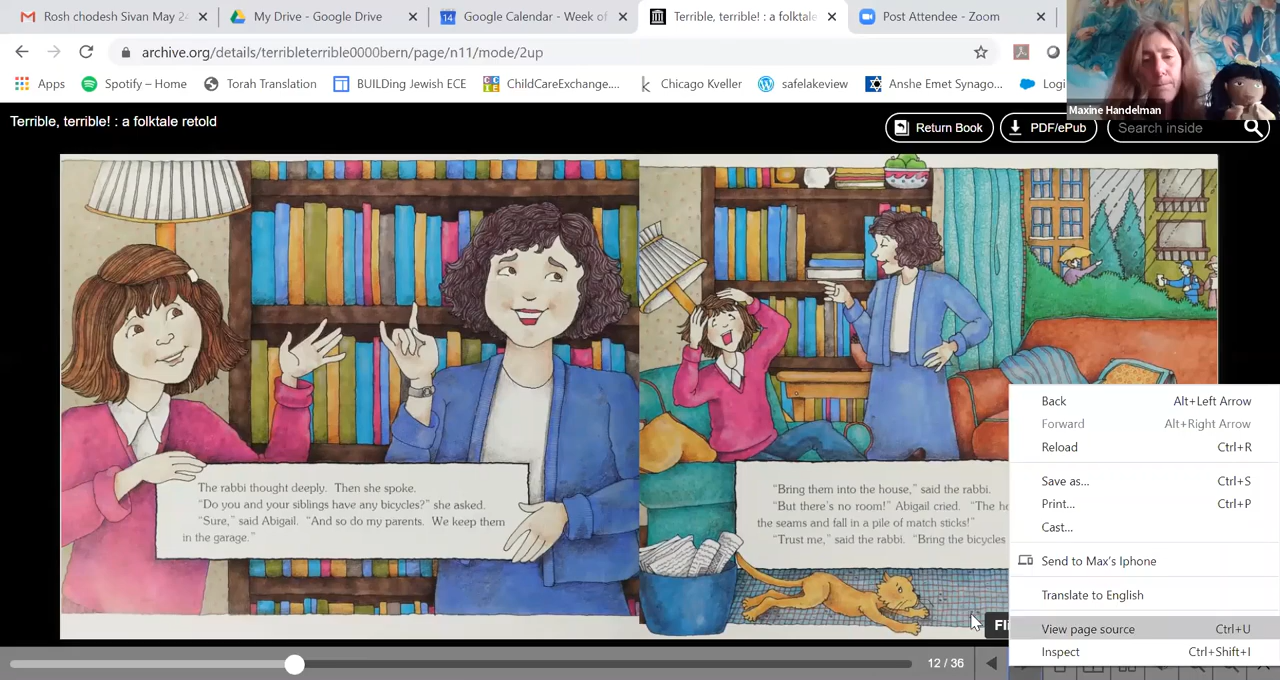 Rosh chodesh Sivan May 24
My Drive - Google Drive
14
Google Calendar - Week of
Terrible, terrible! : a folktale
Post Attendee - Zoom
archive.org/details/terribleterrible0000bern/page/n11/mode/2up
Apps
Spotify – Home
Torah Translation
BUILDing Jewish ECE
ChildCareExchange....
Chicago Kveller
safelakeview
Anshe Emet Synago...
Logi
Maxine Handelman
Terrible, terrible! : a folktale retold
Return Book
PDF/ePub
Search inside
The rabbi thought deeply. Then she spoke.
"Do you and your siblings have any bicycles?" she asked.
"Sure," said Abigail. "And so do my parents. We keep them
in the garage."
"Bring them into the house," said the rabbi.
"But there's no room!" Abigail cried. "The ho
the seams and fall in a pile of match sticks!"
"Trust me," said the rabbi. "Bring the bicycles
Back Alt+Left Arrow
Forward Alt+Right Arrow
Reload Ctrl+R
Save as... Ctrl+S
Print... Ctrl+P
Cast...
Send to Max's Iphone
Translate to English
View page source Ctrl+U
Inspect Ctrl+Shift+I
Fli
12 / 36